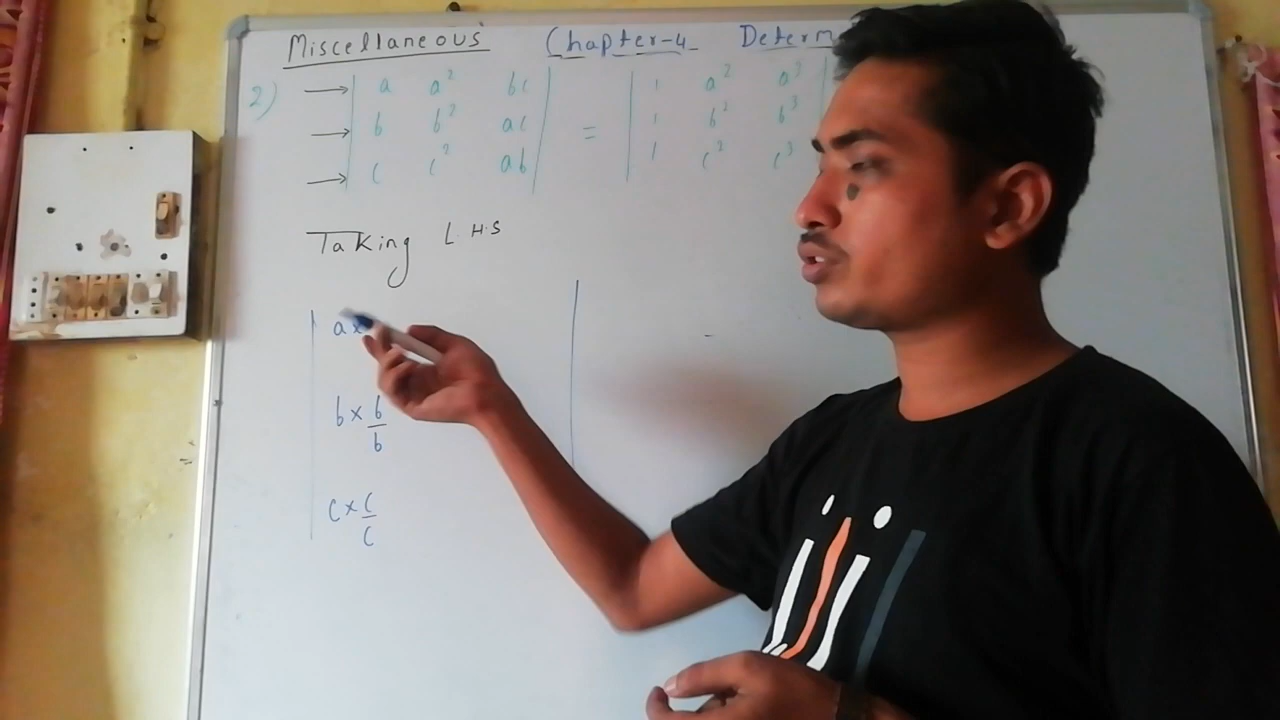 Miscellaneous Chapter-4 Determ
2) → a a² bc 1 a² a³
→ b b² ac = 1 b² b³
→ c c² ab 1 c² c³
Taking L.H.S
a×
b × b/b
c × c/c